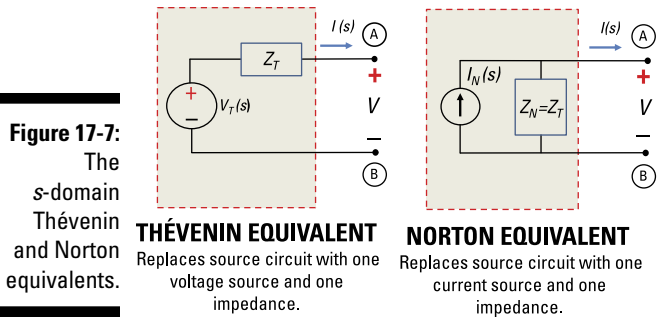 I(s)
A
Z_T
+
+
V_T(s)
V
−
−
B
I(s)
A
I_N(s)
+
Z_N=Z_T
V
−
B
Figure 17-7:
The
s-domain
Thévenin
and Norton
equivalents.
THÉVENIN EQUIVALENT
Replaces source circuit with one
voltage source and one
impedance.
NORTON EQUIVALENT
Replaces source circuit with one
current source and one
impedance.